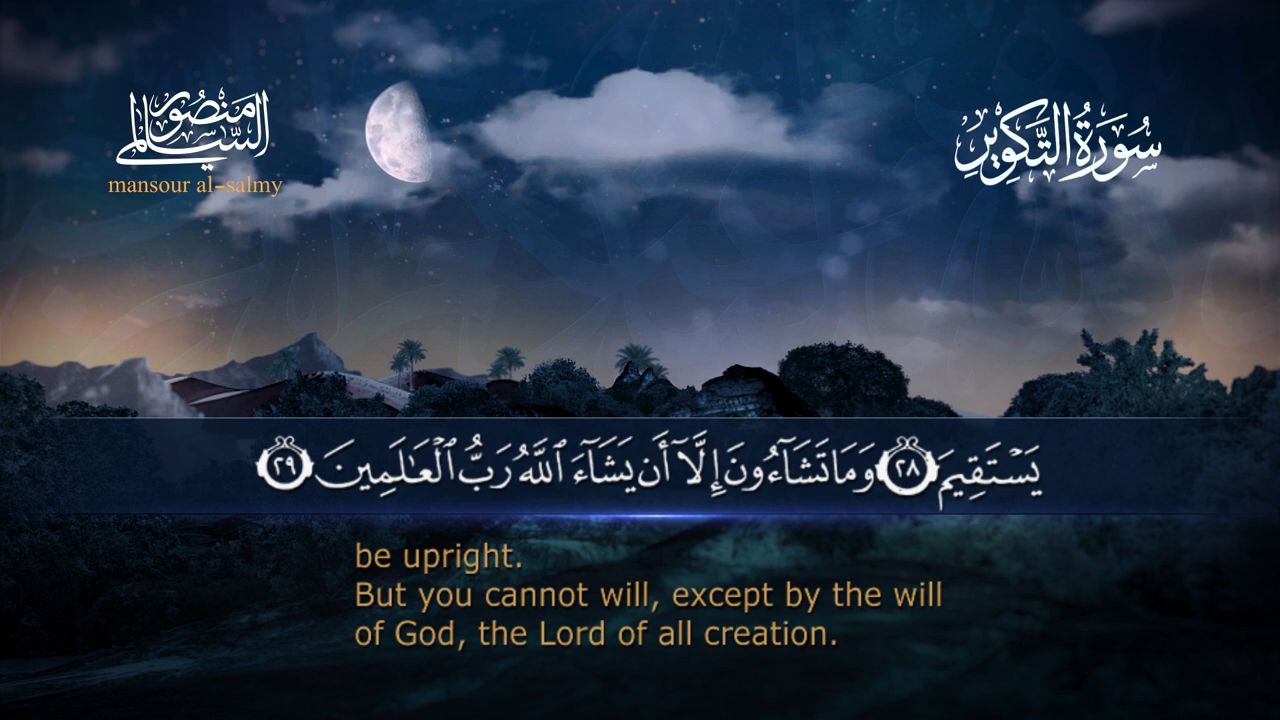 منصور
السالمي
mansour al-salmy
سُورَةُ التَّكْوِيرِ
يَسْتَقِيمَ ٢٨ وَمَا تَشَآءُونَ إِلَّآ أَن يَشَآءَ ٱللَّهُ رَبُّ ٱلْعَـٰلَمِينَ ٢٩
be upright.
But you cannot will, except by the will
of God, the Lord of all creation.